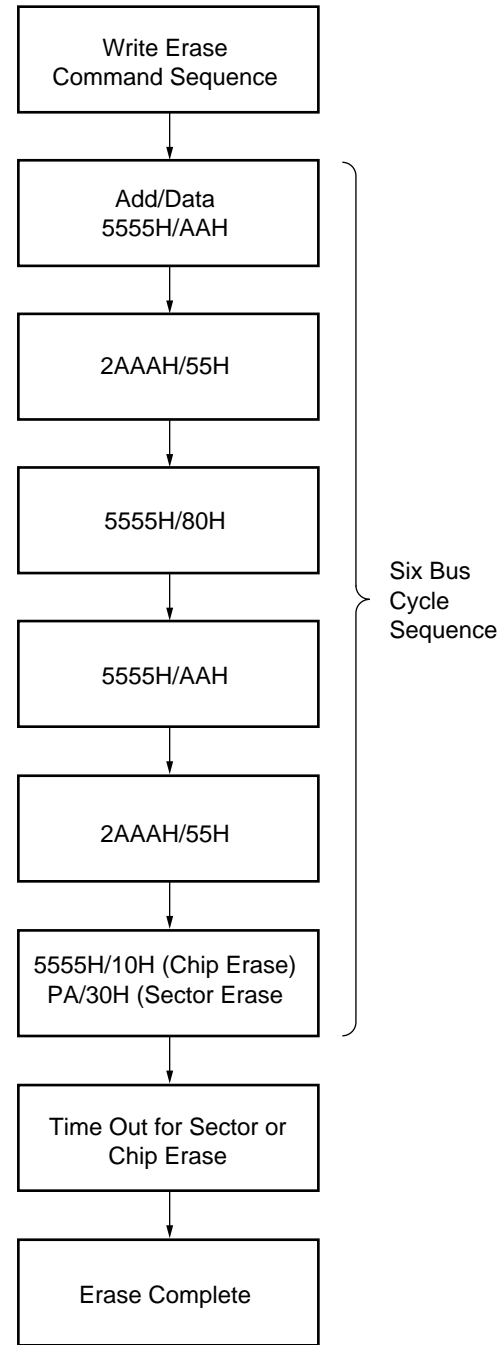 Write Erase
Command Sequence
Add/Data
5555H/AAH
2AAAH/55H
5555H/80H
5555H/AAH
2AAAH/55H
5555H/10H (Chip Erase)
PA/30H (Sector Erase
Six Bus
Cycle
Sequence
Time Out for Sector or
Chip Erase
Erase Complete